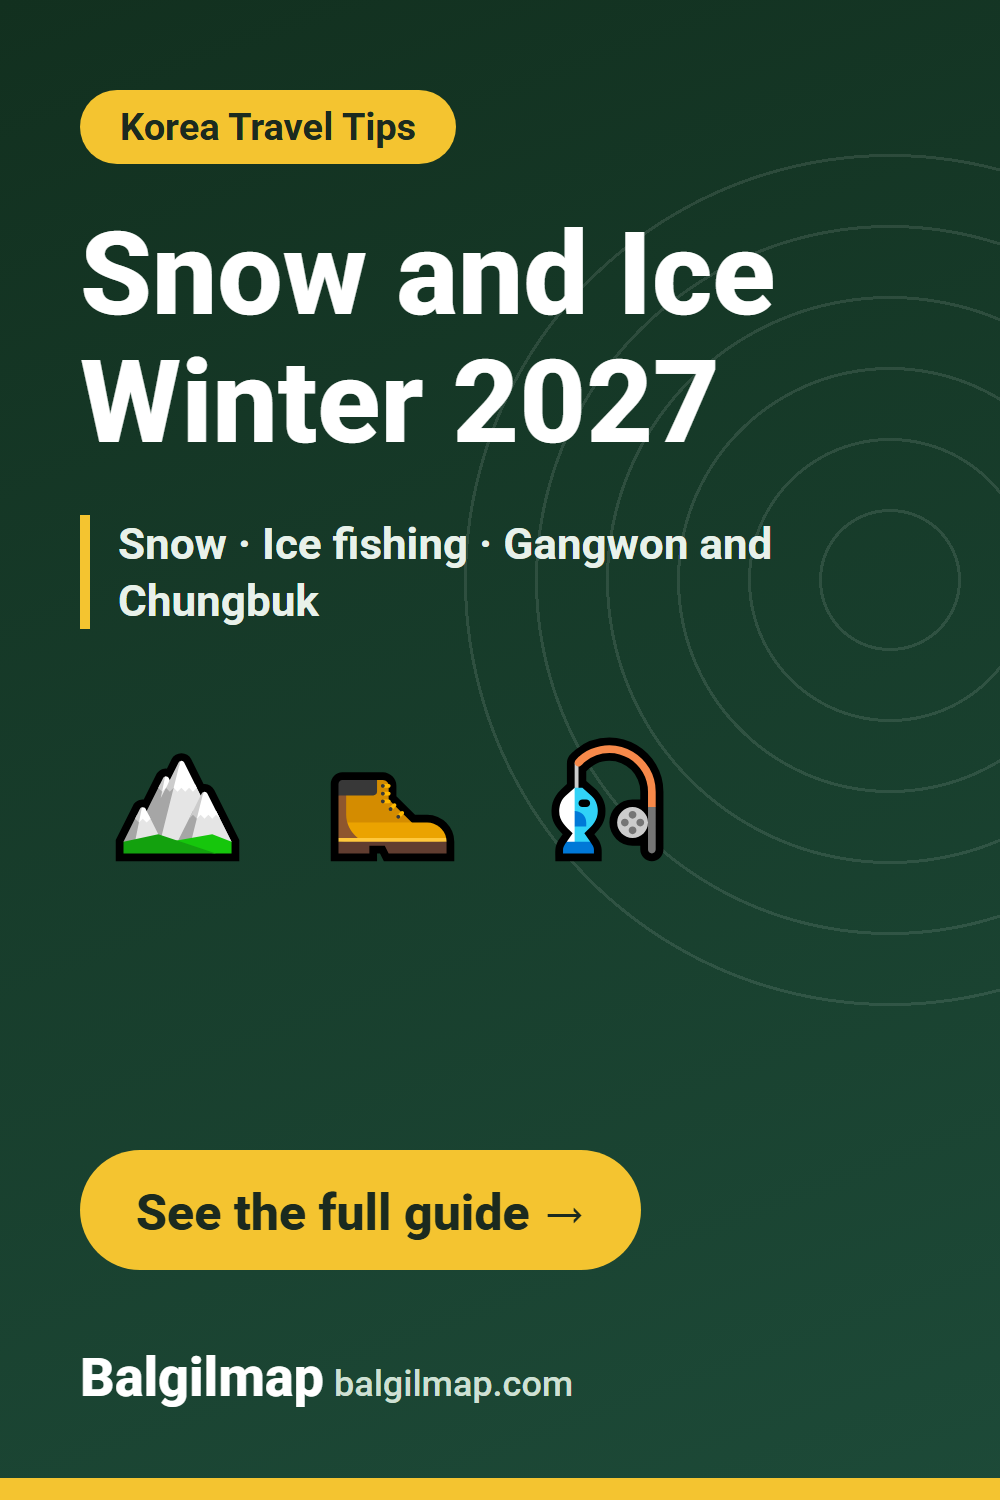 Korea Travel Tips
Snow and Ice
Winter 2027
Snow · Ice fishing · Gangwon and
Chungbuk
See the full guide →
Balgilmap balgilmap.com